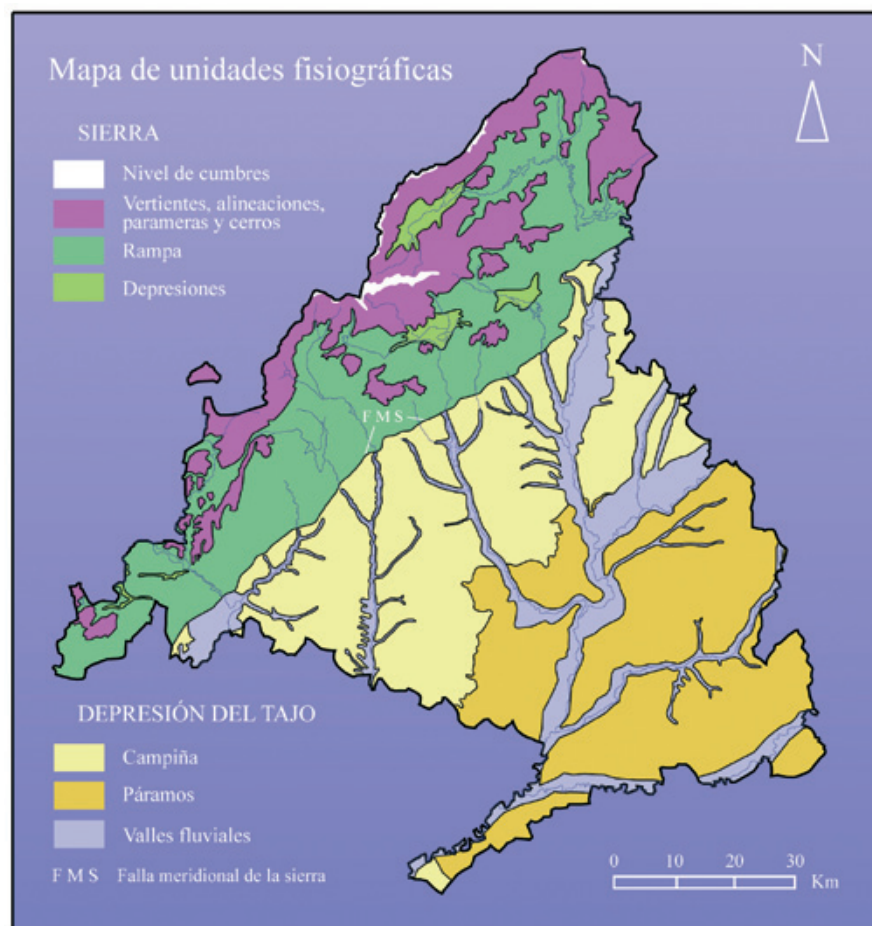 Mapa de unidades fisiográficas
N
SIERRA
Nivel de cumbres
Vertientes, alineaciones,
parameras y cerros
Rampa
Depresiones
F M S
DEPRESIÓN DEL TAJO
Campiña
Páramos
Valles fluviales
F M S Falla meridional de la sierra
0 10 20 30
Km